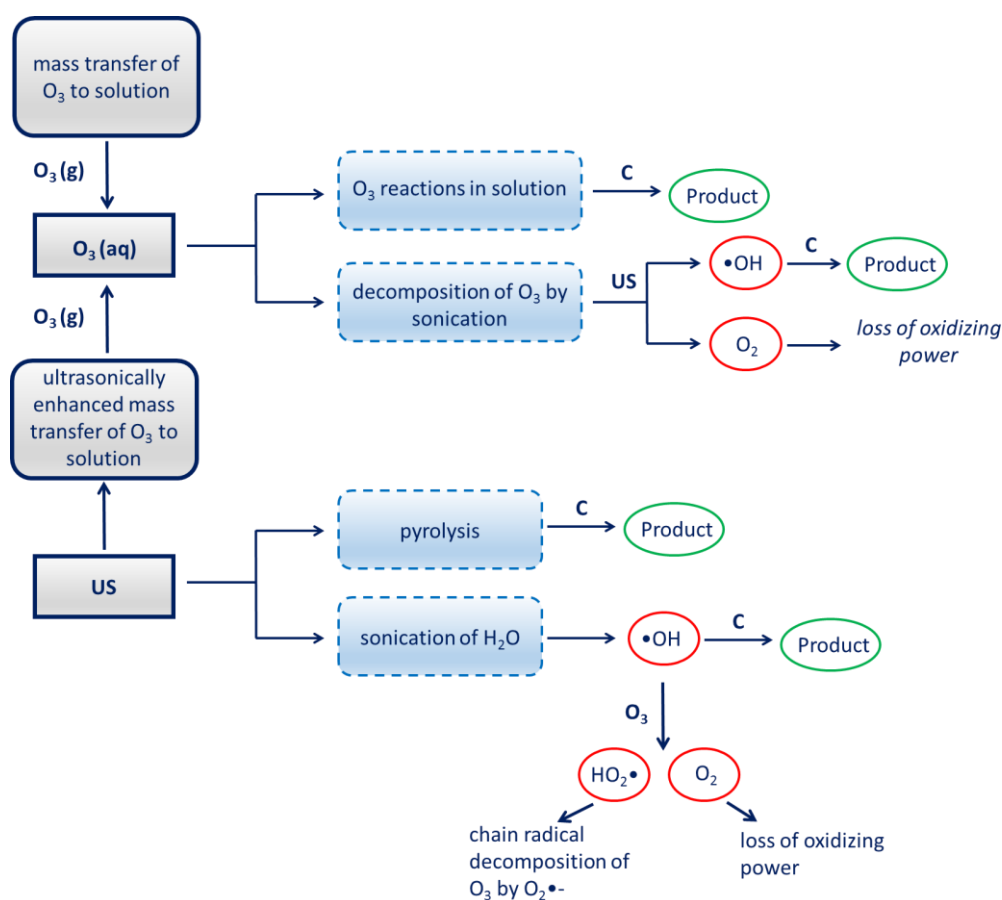 mass transfer of
O₃ to solution
O₃ (g)
O₃ (aq)
O₃ (g)
ultrasonically
enhanced mass
transfer of O₃ to
solution
US
O₃ reactions in solution
C
Product
decomposition of O₃ by
sonication
US
•OH
C
Product
O₂
loss of oxidizing
power
pyrolysis
C
Product
sonication of H₂O
•OH
C
Product
O₃
HO₂•
O₂
chain radical
decomposition of
O₃ by O₂•-
loss of oxidizing
power